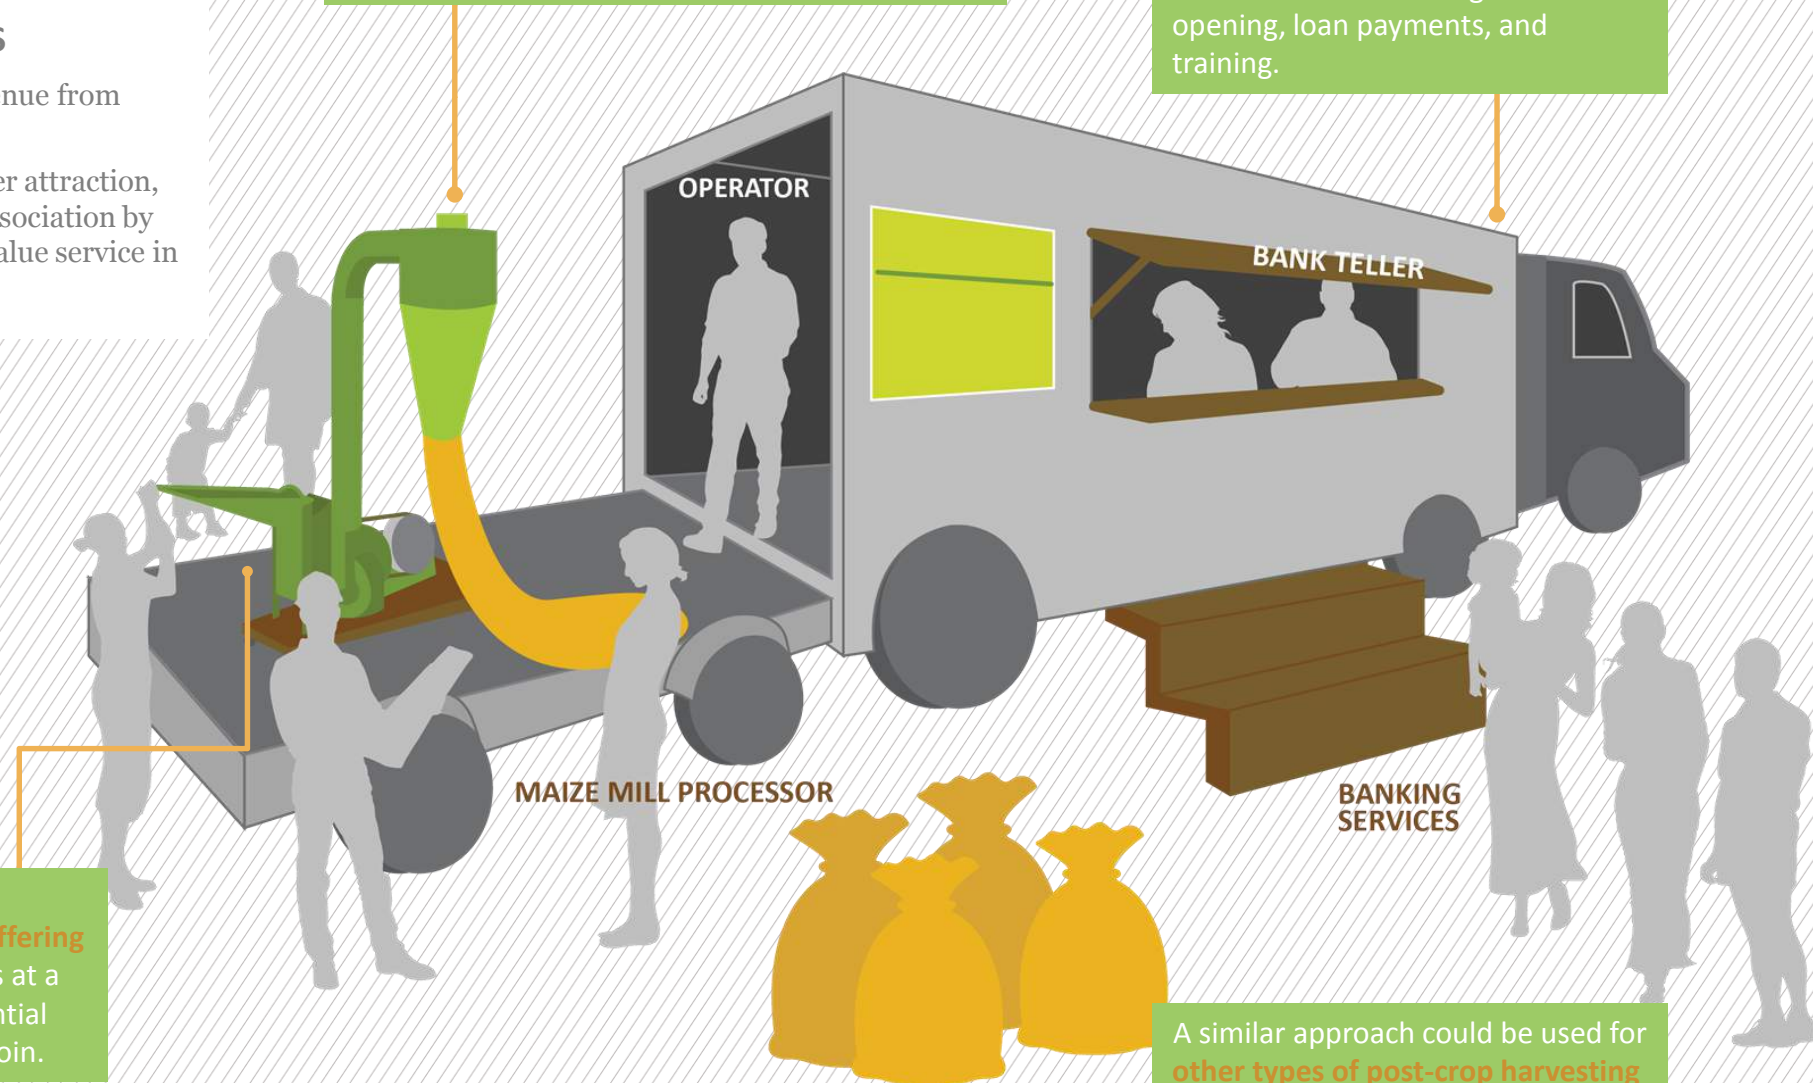 opening, loan payments, and
training.
enue from
er attraction,
sociation by
alue service in
OPERATOR
BANK TELLER
MAIZE MILL PROCESSOR
BANKING
SERVICES
ffering
s at a
ntial
oin.
A similar approach could be used for
other types of post-crop harvesting